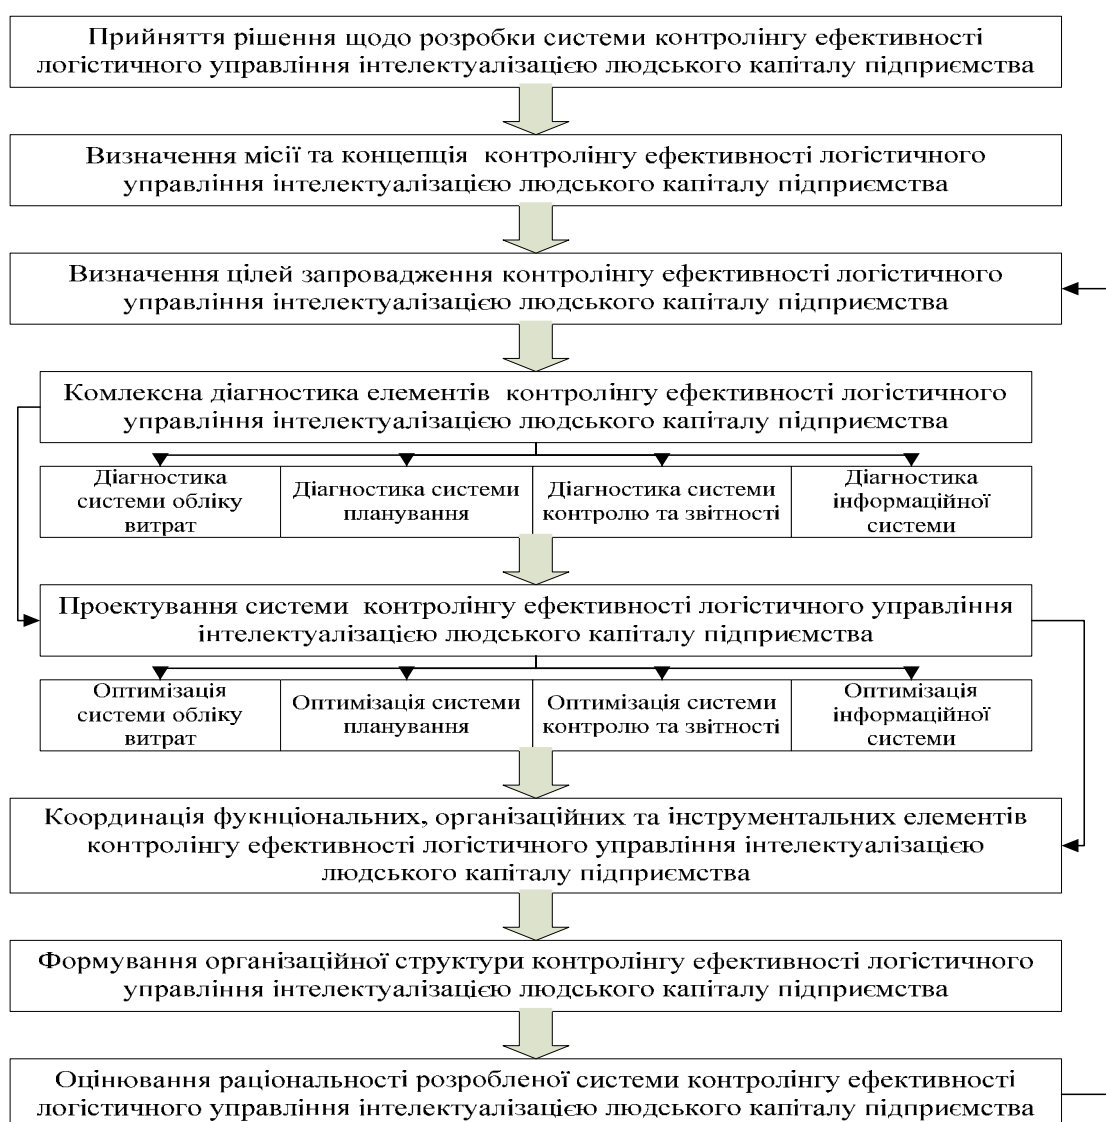 Прийняття рішення щодо розробки системи контролінгу ефективності
логістичного управління інтелектуалізацією людського капіталу підприємства
Визначення місії та концепція контролінгу ефективності логістичного
управління інтелектуалізацією людського капіталу підприємства
Визначення цілей запровадження контролінгу ефективності логістичного
управління інтелектуалізацією людського капіталу підприємства
Комлексна діагностика елементів контролінгу ефективності логістичного
управління інтелектуалізацією людського капіталу підприємства
Діагностика
системи обліку
витрат
Діагностика системи
планування
Діагностика системи
контролю та звітності
Діагностика
інформаційної
системи
Проектування системи контролінгу ефективності логістичного управління
інтелектуалізацією людського капіталу підприємства
Оптимізація
системи обліку
витрат
Оптимізація системи
планування
Оптимізація системи
контролю та звітності
Оптимізація
інформаційної
системи
Координація фукнціональних, організаційних та інструментальних елементів
контролінгу ефективності логістичного управління інтелектуалізацією
людського капіталу підприємства
Формування організаційної структури контролінгу ефективності логістичного
управління інтелектуалізацією людського капіталу підприємства
Оцінювання раціональності розробленої системи контролінгу ефективності
логістичного управління інтелектуалізацією людського капіталу підприємства